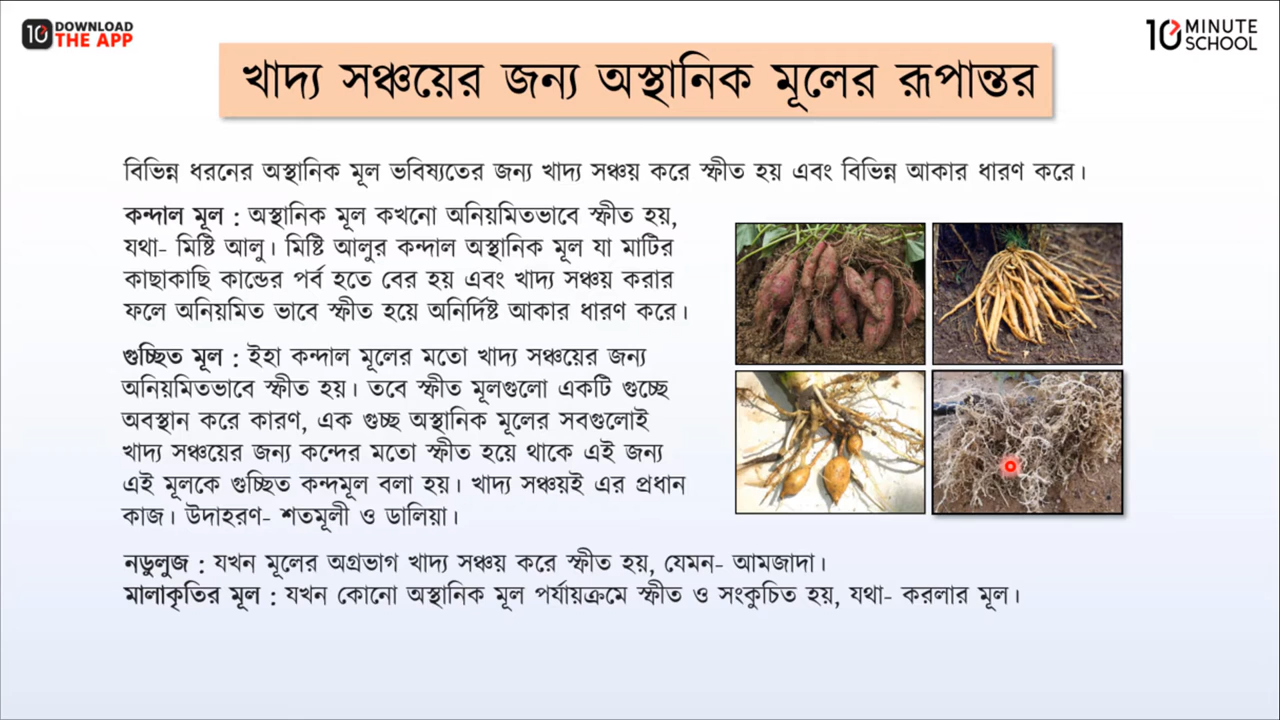 10 DOWNLOAD
THE APP
10 MINUTE
SCHOOL
খাদ্য সঞ্চয়ের জন্য অস্থানিক মূলের রূপান্তর
বিভিন্ন ধরনের অস্থানিক মূল ভবিষ্যতের জন্য খাদ্য সঞ্চয় করে স্ফীত হয় এবং বিভিন্ন আকার ধারণ করে।
কন্দাল মূল : অস্থানিক মূল কখনো অনিয়মিতভাবে স্ফীত হয়,
যথা- মিষ্টি আলু। মিষ্টি আলুর কন্দাল অস্থানিক মূল যা মাটির
কাছাকাছি কান্ডের পর্ব হতে বের হয় এবং খাদ্য সঞ্চয় করার
ফলে অনিয়মিত ভাবে স্ফীত হয়ে অনির্দিষ্ট আকার ধারণ করে।
গুচ্ছিত মূল : ইহা কন্দাল মূলের মতো খাদ্য সঞ্চয়ের জন্য
অনিয়মিতভাবে স্ফীত হয়। তবে স্ফীত মূলগুলো একটি গুচ্ছে
অবস্থান করে কারণ, এক গুচ্ছ অস্থানিক মূলের সবগুলোই
খাদ্য সঞ্চয়ের জন্য কন্দের মতো স্ফীত হয়ে থাকে এই জন্য
এই মূলকে গুচ্ছিত কন্দমূল বলা হয়। খাদ্য সঞ্চয়ই এর প্রধান
কাজ। উদাহরণ- শতমূলী ও ডালিয়া।
নডুলুজ : যখন মূলের অগ্রভাগ খাদ্য সঞ্চয় করে স্ফীত হয়, যেমন- আমজাদা।
মালাকৃতির মূল : যখন কোনো অস্থানিক মূল পর্যায়ক্রমে স্ফীত ও সংকুচিত হয়, যথা- করলার মূল।